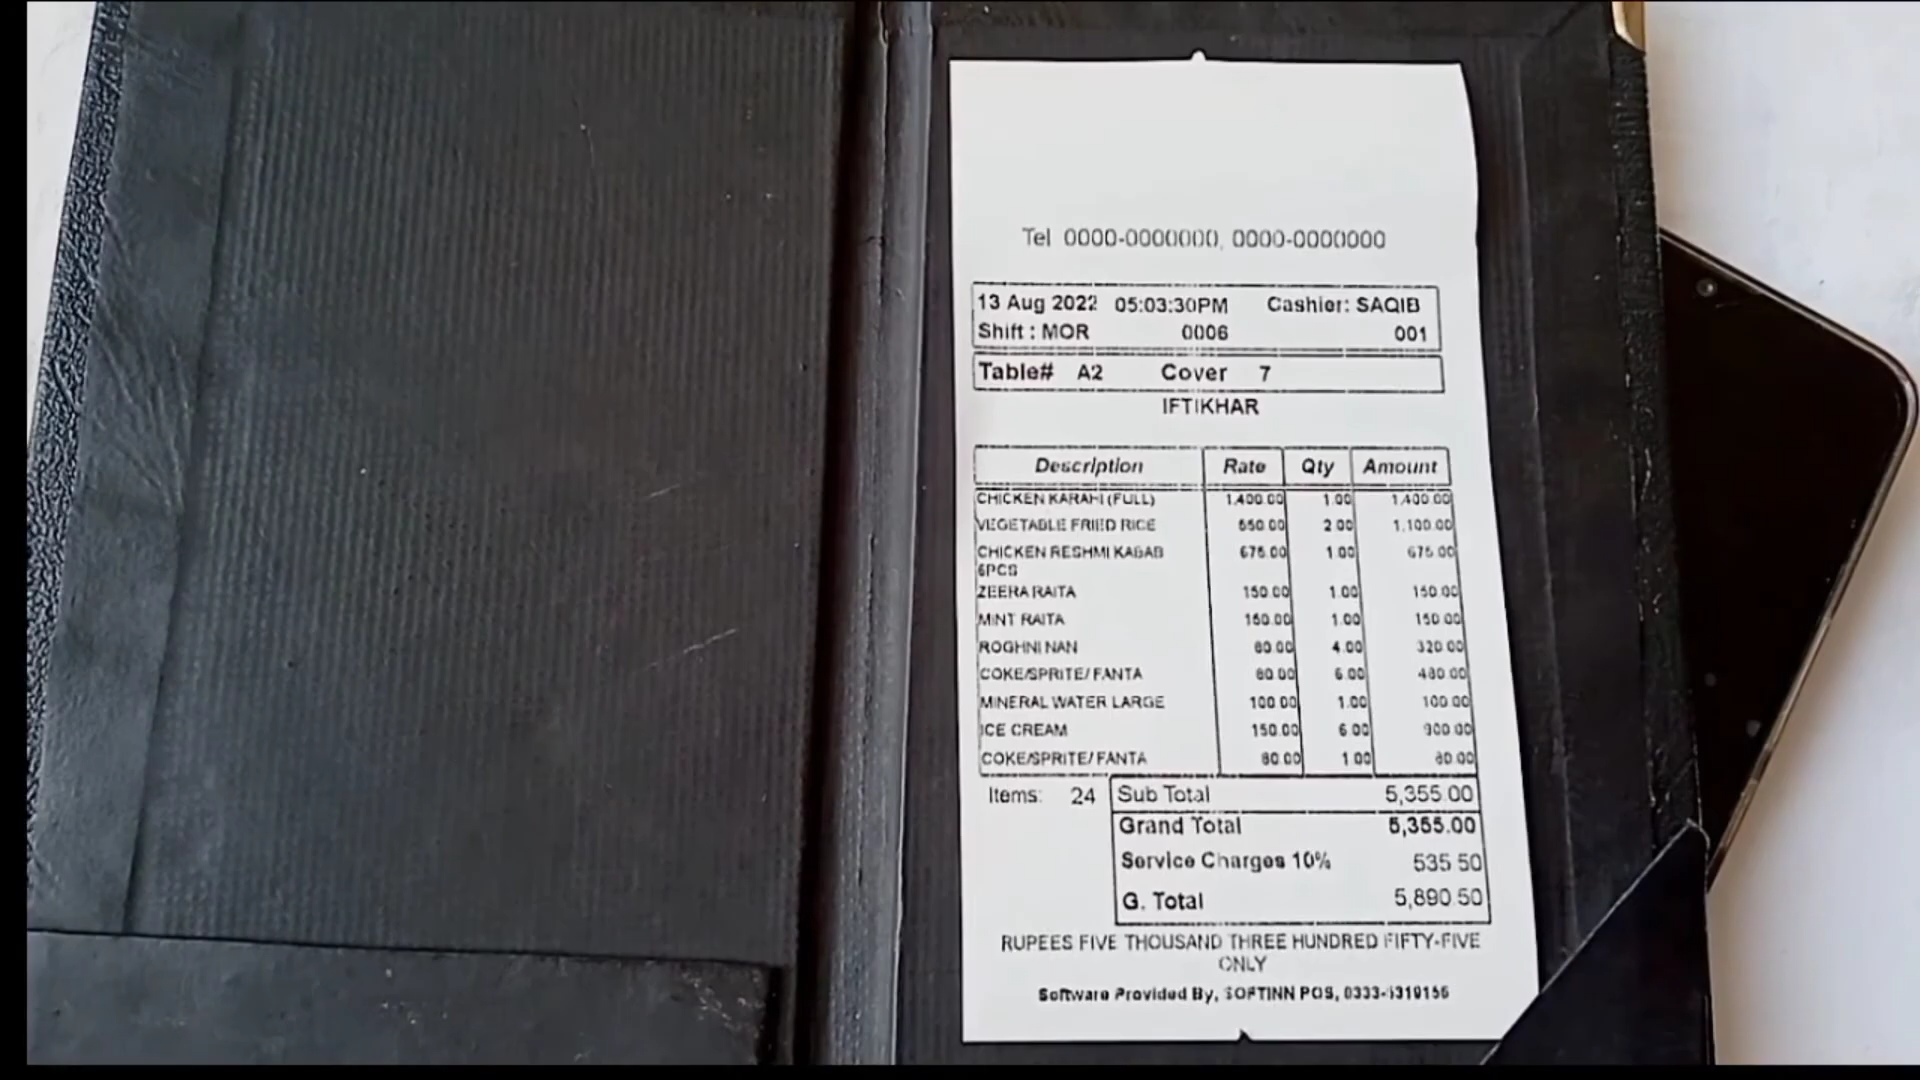 Tel 0000-0000000, 0000-0000000
13 Aug 2022 05:03:30PM Cashier: SAQIB
Shift : MOR 0006 001
Table# A2 Cover 7
IFTIKHAR
Description Rate Qty Amount
CHICKEN KARAHI (FULL) 1,400.00 1.00 1,400.00
VEGETABLE FRIED RICE 550.00 2.00 1,100.00
CHICKEN RESHMI KABAB 675.00 1.00 675.00
6PCS
ZEERA RAITA 150.00 1.00 150.00
MINT RAITA 150.00 1.00 150.00
ROGHNI NAN 80.00 4.00 320.00
COKE/SPRITE/ FANTA 80.00 6.00 480.00
MINERAL WATER LARGE 100.00 1.00 100.00
ICE CREAM 150.00 6.00 900.00
COKE/SPRITE/ FANTA 80.00 1.00 80.00
Items: 24 Sub Total 5,355.00
Grand Total 5,355.00
Service Charges 10% 535.50
G. Total 5,890.50
RUPEES FIVE THOUSAND THREE HUNDRED FIFTY-FIVE
ONLY
Software Provided By, SOFTINN POS,